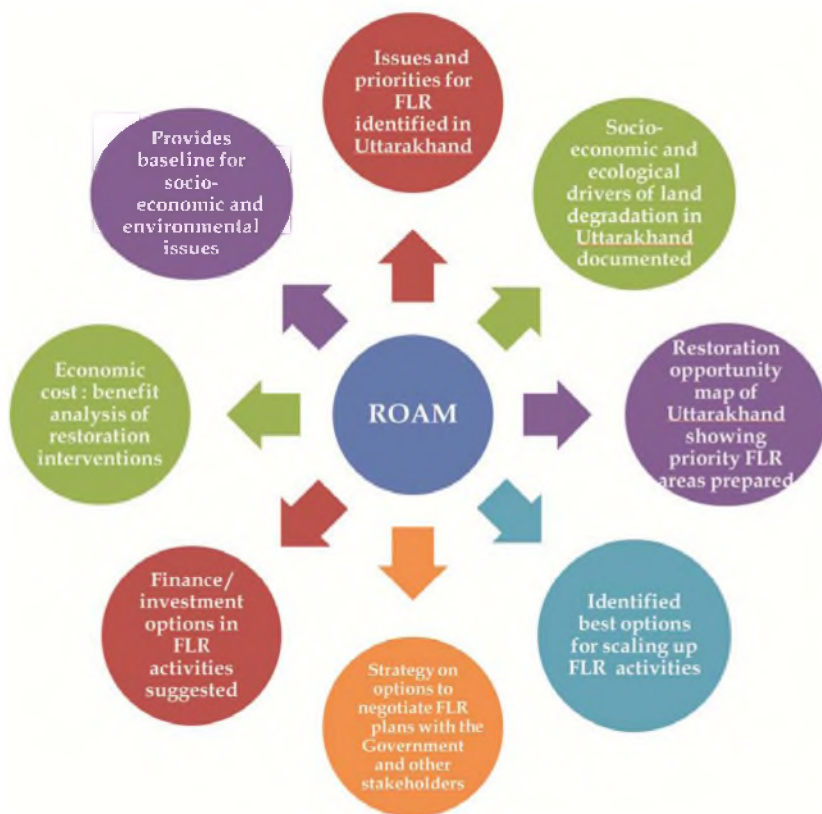 Issues and
priorities for
FLR
identified in
Uttarakhand
Socio-
economic and
ecological
drivers of land
degradation in
Uttarakhand
documented
Restoration
opportunity
map of
Uttarakhand
showing
priority FLR
areas prepared
Identified
best options
for scaling up
FLR activities
Strategy on
options to
negotiate FLR
plans with the
Government
and other
stakeholders
Finance/
investment
options in
FLR
activities
suggested
Economic
cost : benefit
analysis of
restoration
interventions
Provides
baseline for
socio-
economic and
environmental
issues
ROAM